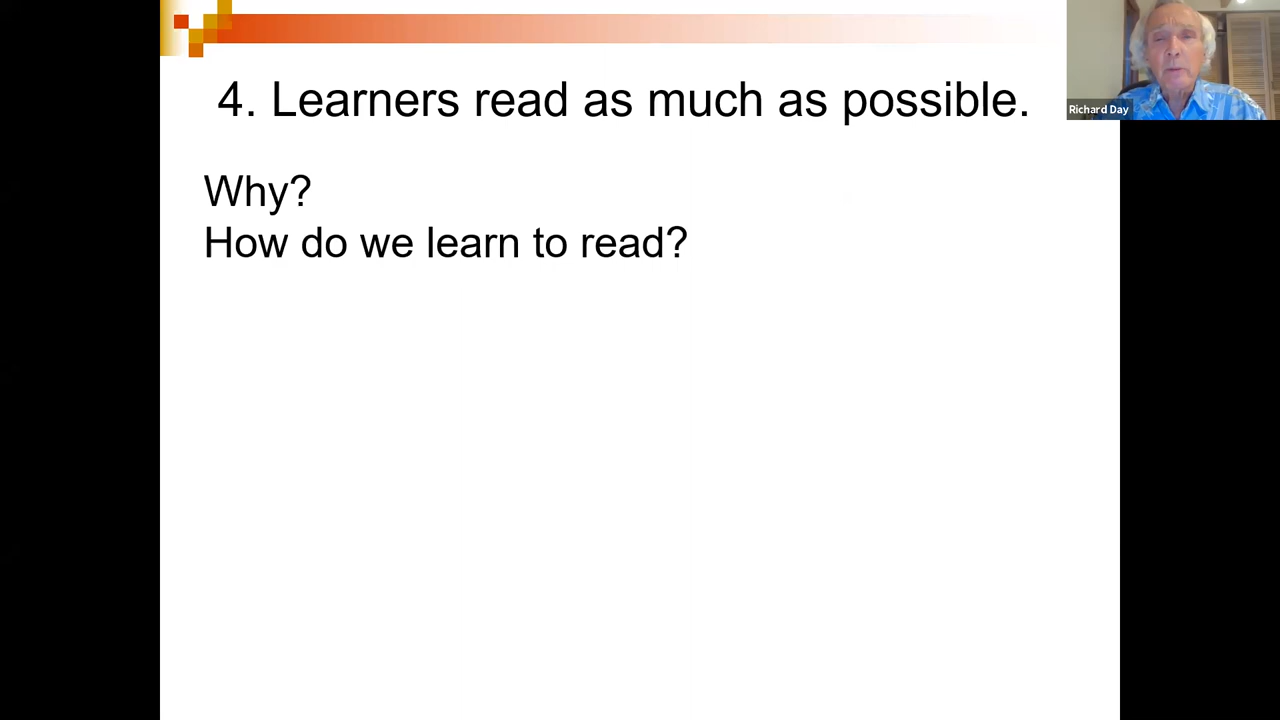 4. Learners read as much as possible.
Richard Day
Why?
How do we learn to read?